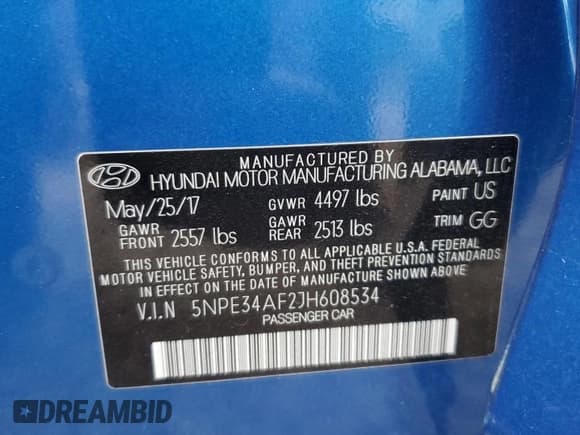 MANUFACTURED BY
HYUNDAI MOTOR MANUFACTURING ALABAMA, LLC
May/25/17 GVWR 4497 lbs PAINT US
GAWR FRONT 2557 lbs GAWR REAR 2513 lbs TRIM GG
THIS VEHICLE CONFORMS TO ALL APPLICABLE U.S.A. FEDERAL
MOTOR VEHICLE SAFETY, BUMPER, AND THEFT PREVENTION STANDARDS
IN EFFECT ON THE DATE OF MANUFACTURE SHOWN ABOVE.
V.I.N 5NPE34AF2JH608534
PASSENGER CAR
DREAMBID